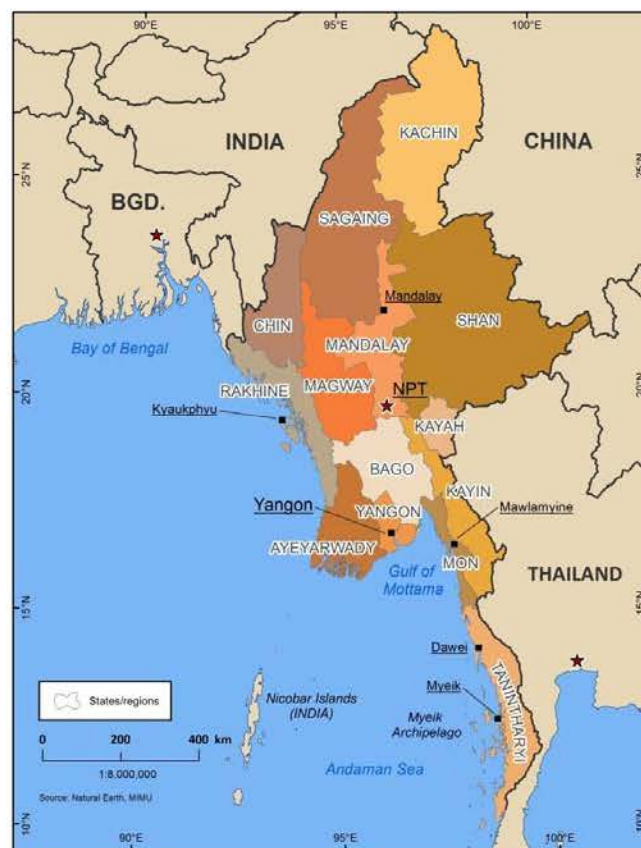 90°E
95°E
100°E
INDIA
CHINA
KACHIN
25°N
25°N
BGD.
SAGAING
Mandalay
CHIN
SHAN
Bay of Bengal
MANDALAY
20°N
RAKHINE
MAGWAY
NPT
20°N
Kyaukphyu
KAYAH
BAGO
KAYIN
Yangon
YANGON
Mawlamyine
AYEYARWADY
MON
Gulf of
Mottama
THAILAND
15°N
15°N
Dawei
TANINTHARYI
Myeik
States/regions
Nicobar Islands
(INDIA)
Myeik
Archipelago
0 200 400 km
1:8,000,000
Andaman Sea
Source: Natural Earth, MIMU
10°N
10°N
90°E
95°E
100°E